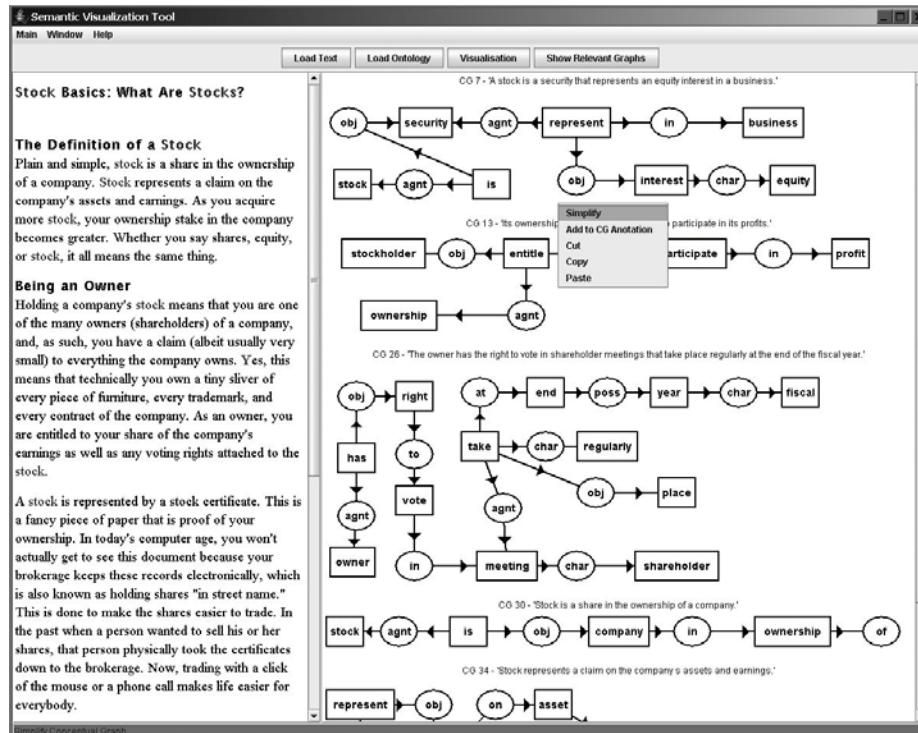 Semantic Visualization Tool
Main Window Help
Load Text Load Ontology Visualisation Show Relevant Graphs
Stock Basics: What Are Stocks?
The Definition of a Stock
Plain and simple, stock is a share in the ownership
of a company. Stock represents a claim on the
company's assets and earnings. As you acquire
more stock, your ownership stake in the company
becomes greater. Whether you say shares, equity,
or stock, it all means the same thing.
Being an Owner
Holding a company's stock means that you are one
of the many owners (shareholders) of a company,
and, as such, you have a claim (albeit usually very
small) to everything the company owns. Yes, this
means that technically you own a tiny sliver of
every piece of furniture, every trademark, and
every contract of the company. As an owner, you
are entitled to your share of the company's
earnings as well as any voting rights attached to the
stock.
A stock is represented by a stock certificate. This is
a fancy piece of paper that is proof of your
ownership. In today's computer age, you won't
actually get to see this document because your
brokerage keeps these records electronically, which
is also known as holding shares "in street name."
This is done to make the shares easier to trade. In
the past when a person wanted to sell his or her
shares, that person physically took the certificates
down to the brokerage. Now, trading with a click
of the mouse or a phone call makes life easier for
everybody.
CG 7 - 'A stock is a security that represents an equity interest in a business.'
obj security agnt represent in business
stock agnt is obj interest char equity
CG 13 - 'Its ownership o participate in its profits.'
Simplify
Add to CG Anotation
Cut
Copy
Paste
stockholder obj entitle articipate in profit
ownership agnt
CG 26 - 'The owner has the right to vote in shareholder meetings that take place regularly at the end of the fiscal year.'
obj right at end poss year char fiscal
has to take char regularly
vote obj place
agnt agnt
owner in meeting char shareholder
CG 30 - 'Stock is a share in the ownership of a company.'
stock agnt is obj company in ownership of
CG 34 - 'Stock represents a claim on the company s assets and earnings.'
represent obj on asset
Simplify Conceptual Graph